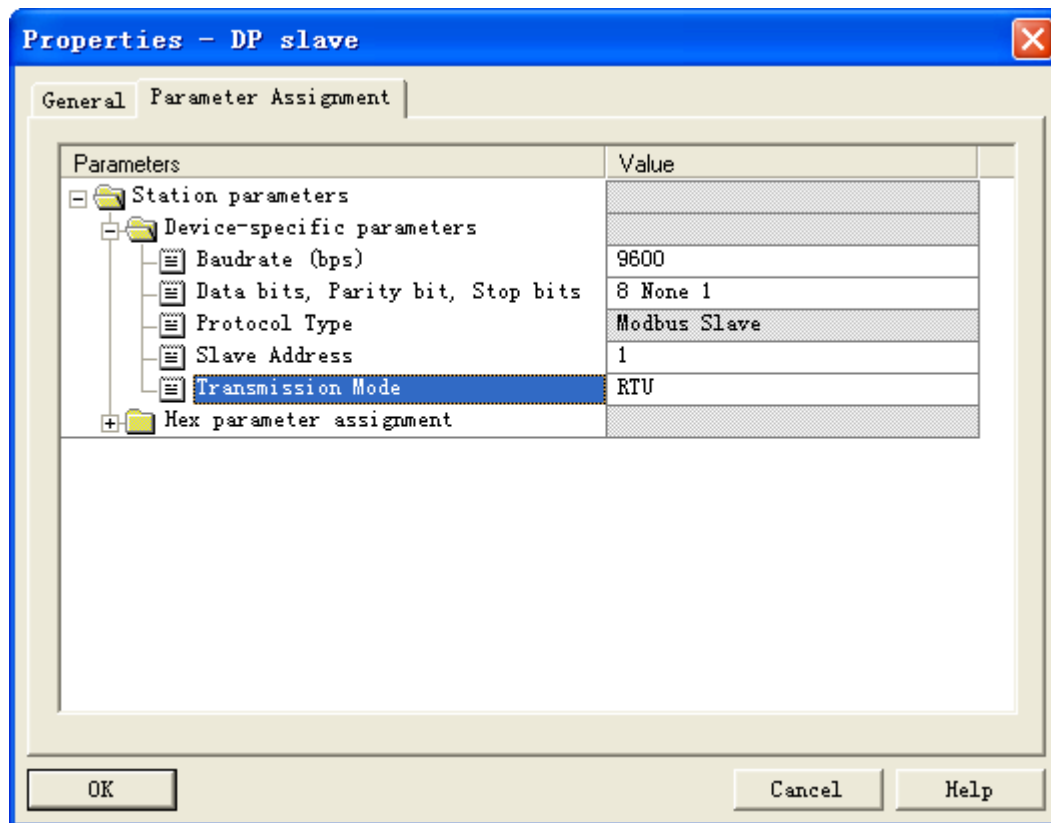 Properties - DP slave
General Parameter Assignment
Parameters Value
Station parameters
Device-specific parameters
Baudrate (bps) 9600
Data bits, Parity bit, Stop bits 8 None 1
Protocol Type Modbus Slave
Slave Address 1
Transmission Mode RTU
Hex parameter assignment
OK Cancel Help